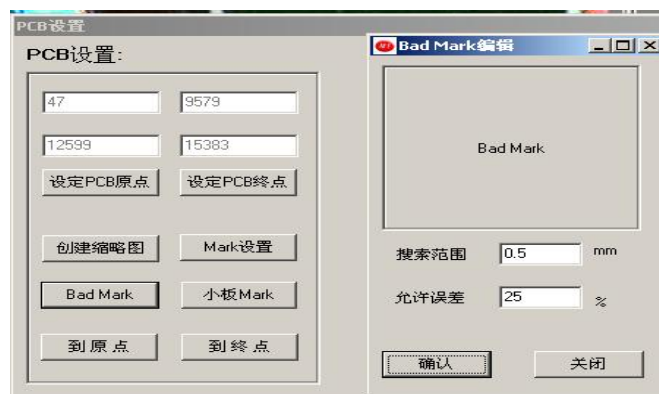 PCB设置
PCB设置:
47 9579
12599 15383
设定PCB原点 设定PCB终点
创建缩略图 Mark设置
Bad Mark 小板Mark
到原点 到终点
Bad Mark编辑
Bad Mark
搜索范围 0.5 mm
允许误差 25 %
确认 关闭